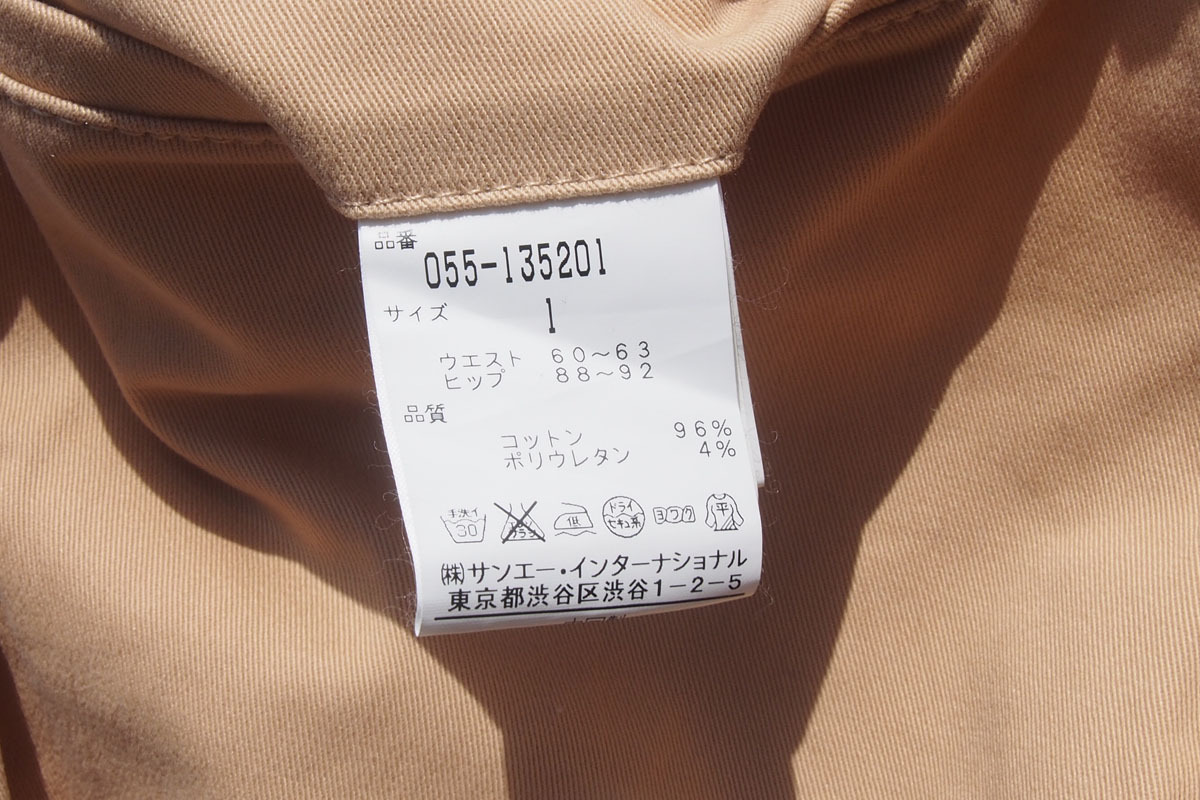 品番
055-135201
サイズ 1
ウエスト 60～63
ヒップ 88～92
品質
コットン 96%
ポリウレタン 4%
手洗イ 30 低 ドライ セキユ系 ヨワク 平
㈱サンエー・インターナショナル
東京都渋谷区渋谷1-2-5